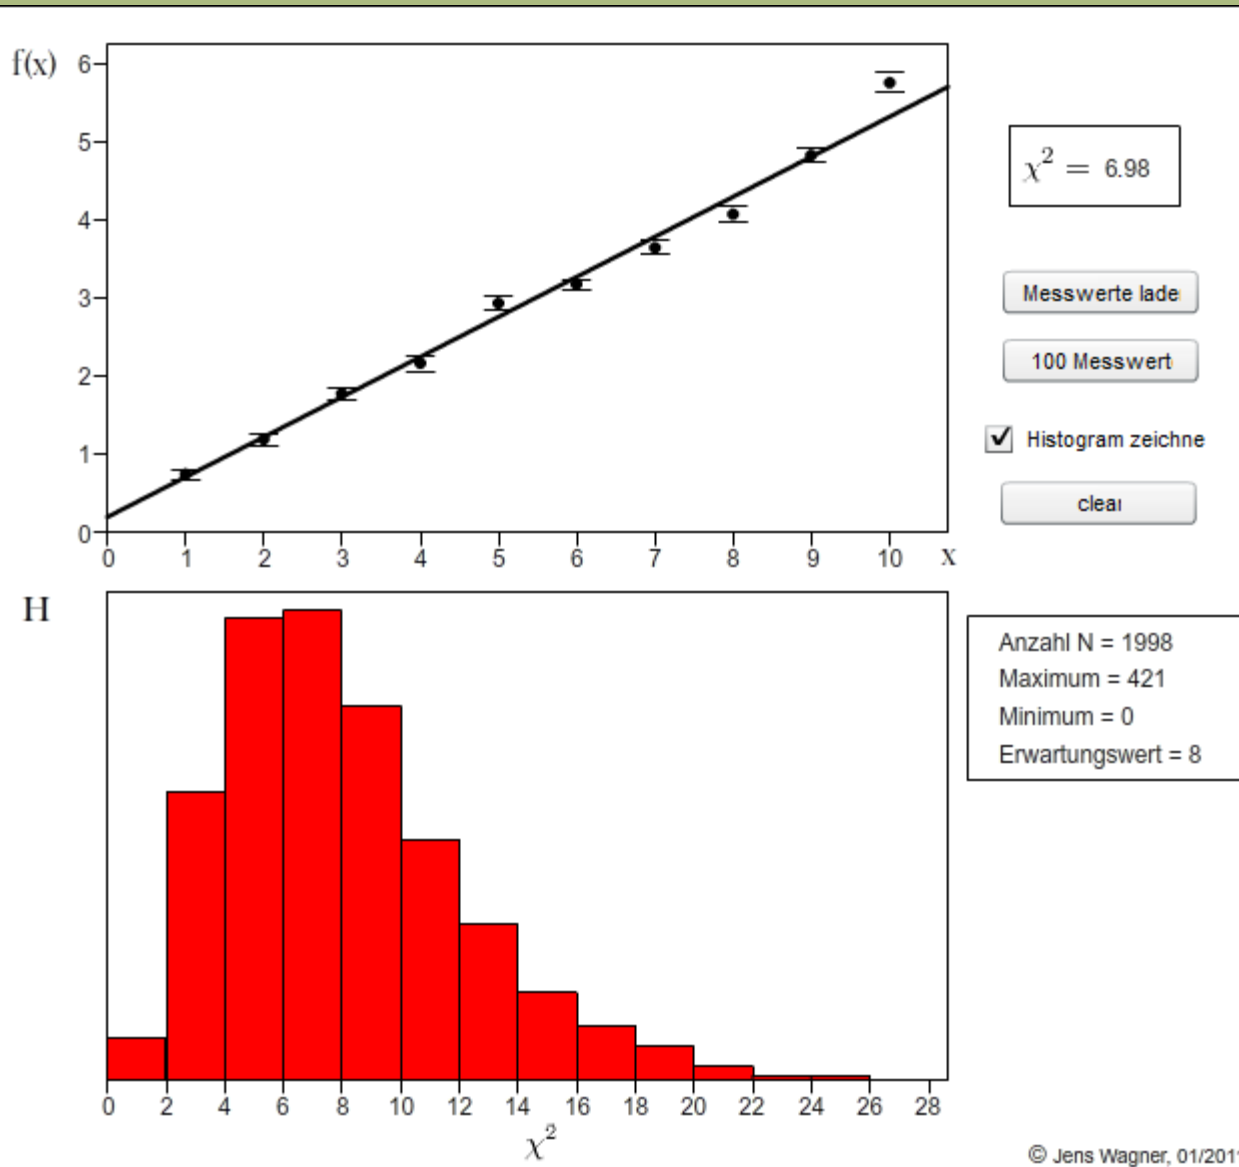 f(x)
6
5
4
3
2
1
0
0 1 2 3 4 5 6 7 8 9 10 x
χ² = 6.98
Messwerte lade
100 Messwert
Histogram zeichne
clear
H
0 2 4 6 8 10 12 14 16 18 20 22 24 26 28
χ²
Anzahl N = 1998
Maximum = 421
Minimum = 0
Erwartungswert = 8
© Jens Wagner, 01/201